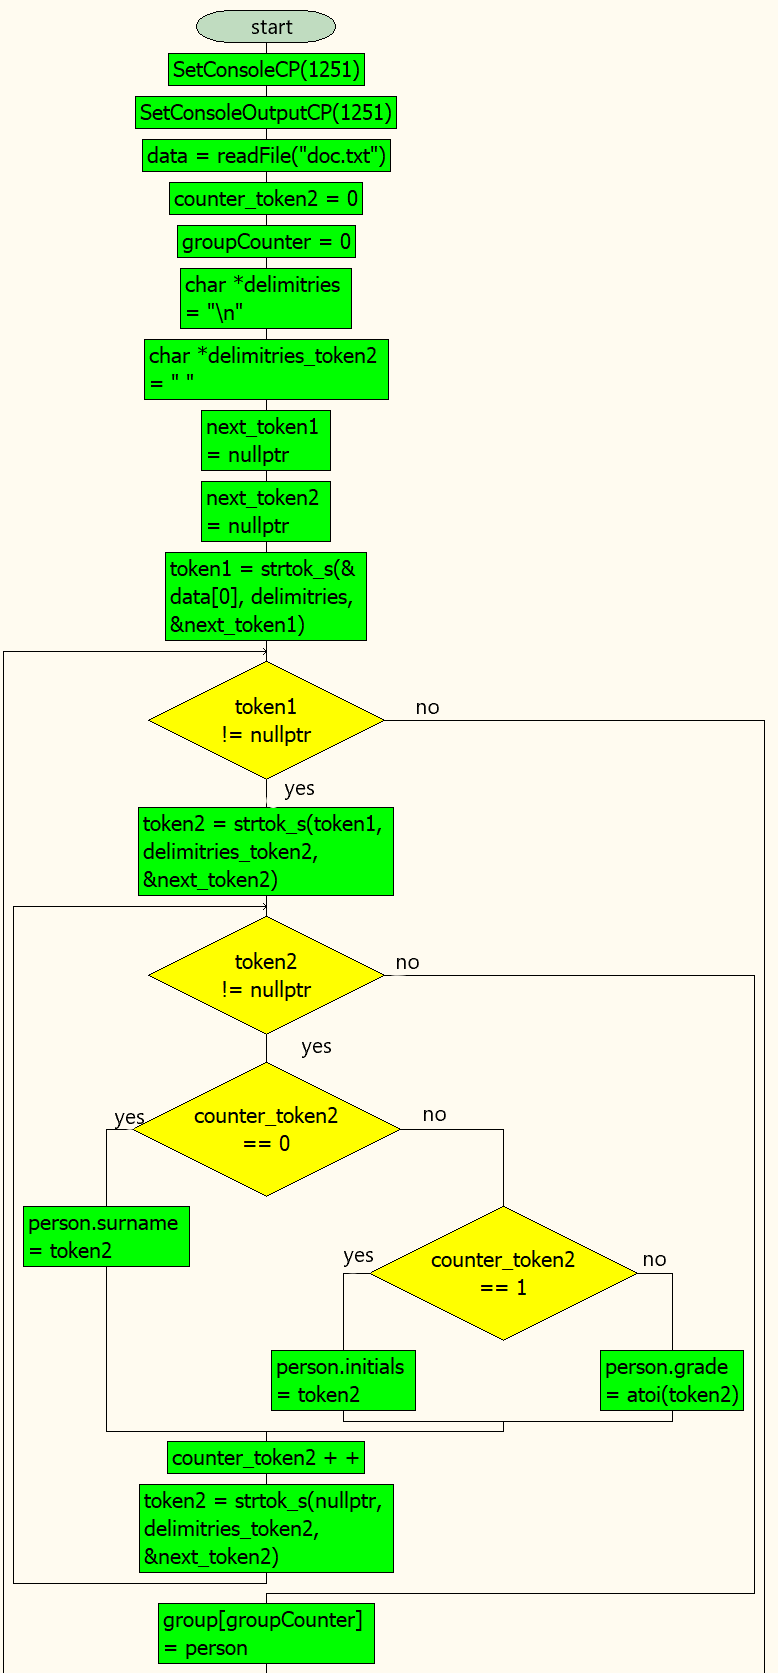 start
SetConsoleCP(1251)
SetConsoleOutputCP(1251)
data = readFile("doc.txt")
counter_token2 = 0
groupCounter = 0
char *delimitries
= "\n"
char *delimitries_token2
= " "
next_token1
= nullptr
next_token2
= nullptr
token1 = strtok_s(&
data[0], delimitries,
&next_token1)
token1
!= nullptr
no
yes
token2 = strtok_s(token1,
delimitries_token2,
&next_token2)
token2
!= nullptr
no
yes
counter_token2
== 0
yes
no
person.surname
= token2
counter_token2
== 1
yes
no
person.initials
= token2
person.grade
= atoi(token2)
counter_token2 + +
token2 = strtok_s(nullptr,
delimitries_token2,
&next_token2)
group[groupCounter]
= person